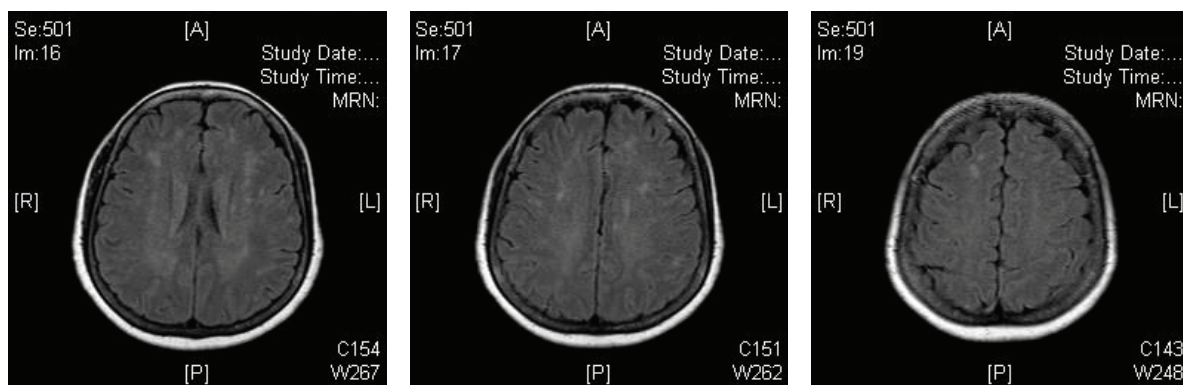 Se:501
Im:16
[A]
Study Date:...
Study Time:...
MRN:
[R]
[L]
C154
W267
[P]
Se:501
Im:17
[A]
Study Date:...
Study Time:...
MRN:
[R]
[L]
C151
W262
[P]
Se:501
Im:19
[A]
Study Date:...
Study Time:...
MRN:
[R]
[L]
C143
W248
[P]